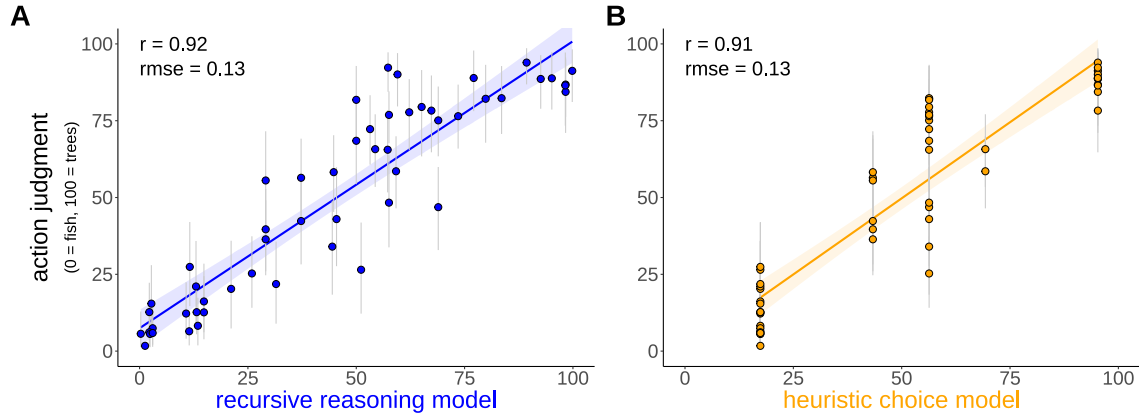 A
B
r = 0.92
rmse = 0.13
r = 0.91
rmse = 0.13
action judgment
(0 = fish, 100 = trees)
100
75
50
25
0
0 25 50 75 100
recursive reasoning model
100
75
50
25
0
0 25 50 75 100
heuristic choice model